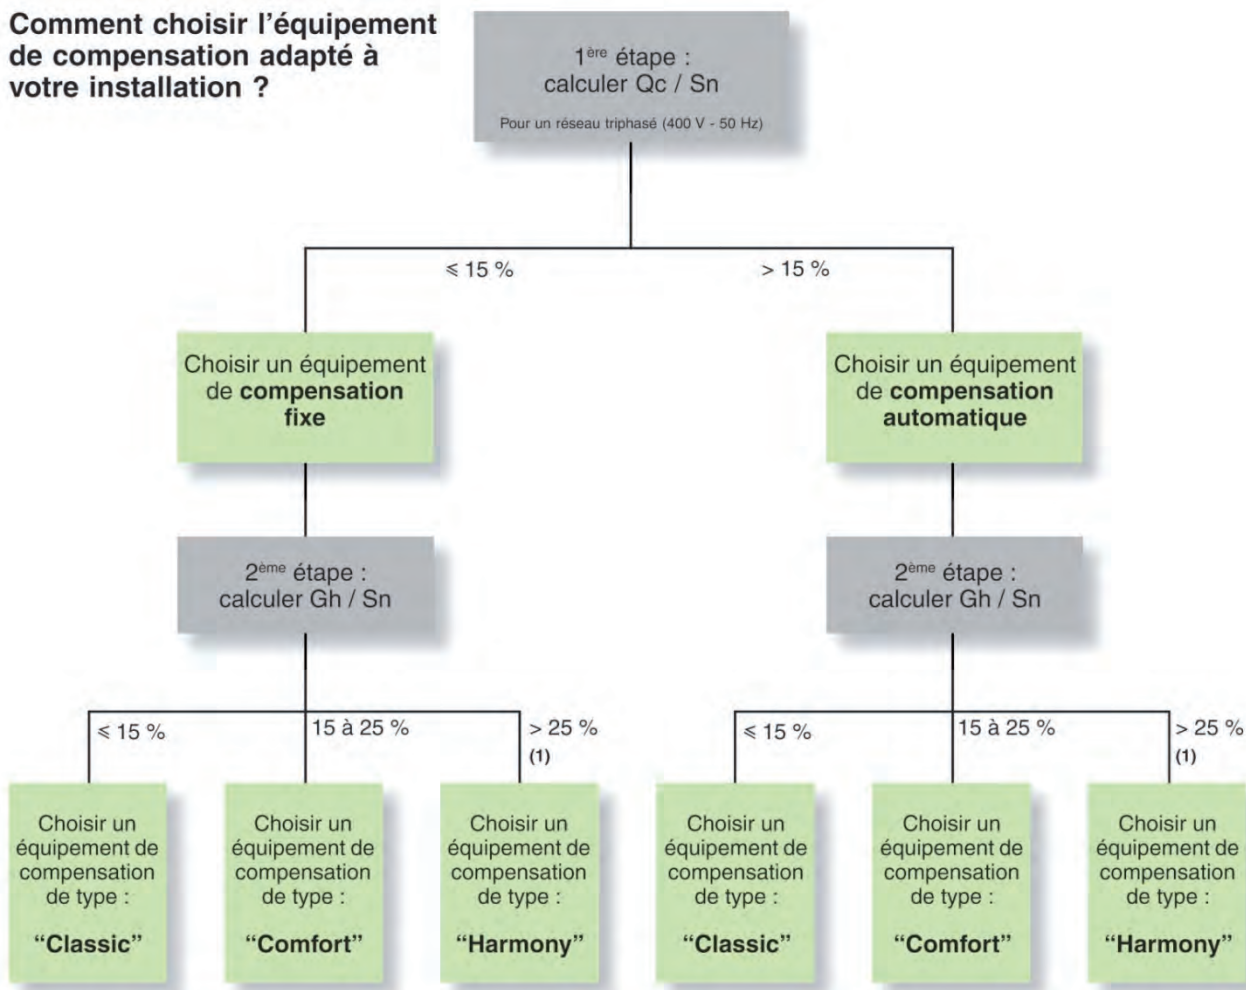 Comment choisir l'équipement
de compensation adapté à
votre installation ?
1ère étape :
calculer Qc / Sn
Pour un réseau triphasé (400 V - 50 Hz)
⩽ 15 %
> 15 %
Choisir un équipement
de compensation
fixe
Choisir un équipement
de compensation
automatique
2ème étape :
calculer Gh / Sn
2ème étape :
calculer Gh / Sn
⩽ 15 %
15 à 25 %
> 25 %
(1)
⩽ 15 %
15 à 25 %
> 25 %
(1)
Choisir un
équipement de
compensation
de type :
“Classic”
Choisir un
équipement de
compensation
de type :
“Comfort”
Choisir un
équipement de
compensation
de type :
“Harmony”
Choisir un
équipement de
compensation
de type :
“Classic”
Choisir un
équipement de
compensation
de type :
“Comfort”
Choisir un
équipement de
compensation
de type :
“Harmony”